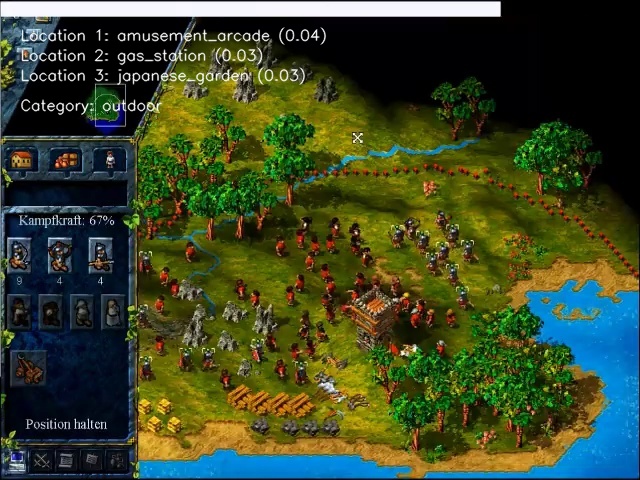 Location 1: amusement_arcade (0.04)
Location 2: gas_station (0.03)
Location 3: japanese_garden (0.03)
Category: outdoor
Kampfkraft: 67%
9 4 4
Position halten